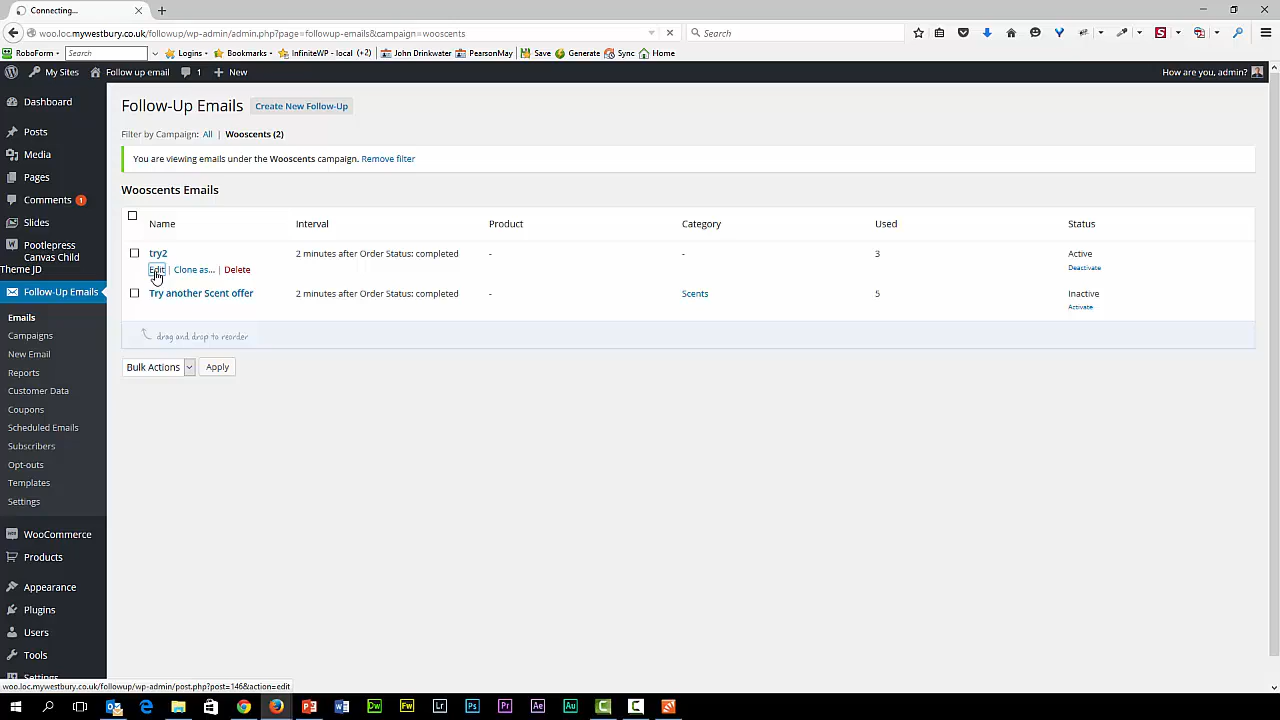 Connecting...
woo.loc.mywestbury.co.uk/followup/wp-admin/admin.php?page=followup-emails&campaign=wooscents
Search
RoboForm
Search
Logins
Bookmarks
InfiniteWP - local (+2)
John Drinkwater
PearsonMay
Save
Generate
Sync
Home
My Sites
Follow up email
1
New
How are you, admin?
Dashboard
Posts
Media
Pages
Comments 1
Slides
Pootlepress
Canvas Child
Theme JD
Follow-Up Emails
Emails
Campaigns
New Email
Reports
Customer Data
Coupons
Scheduled Emails
Subscribers
Opt-outs
Templates
Settings
WooCommerce
Products
Appearance
Plugins
Users
Tools
Settings
Follow-Up Emails Create New Follow-Up
Filter by Campaign: All | Wooscents (2)
You are viewing emails under the Wooscents campaign. Remove filter
Wooscents Emails
Name Interval Product Category Used Status
try2 2 minutes after Order Status: completed - - 3 Active
Edit | Clone as... | Delete Deactivate
Try another Scent offer 2 minutes after Order Status: completed - Scents 5 Inactive
Activate
drag and drop to reorder
Bulk Actions Apply
woo.loc.mywestbury.co.uk/followup/wp-admin/post.php?post=146&action=edit